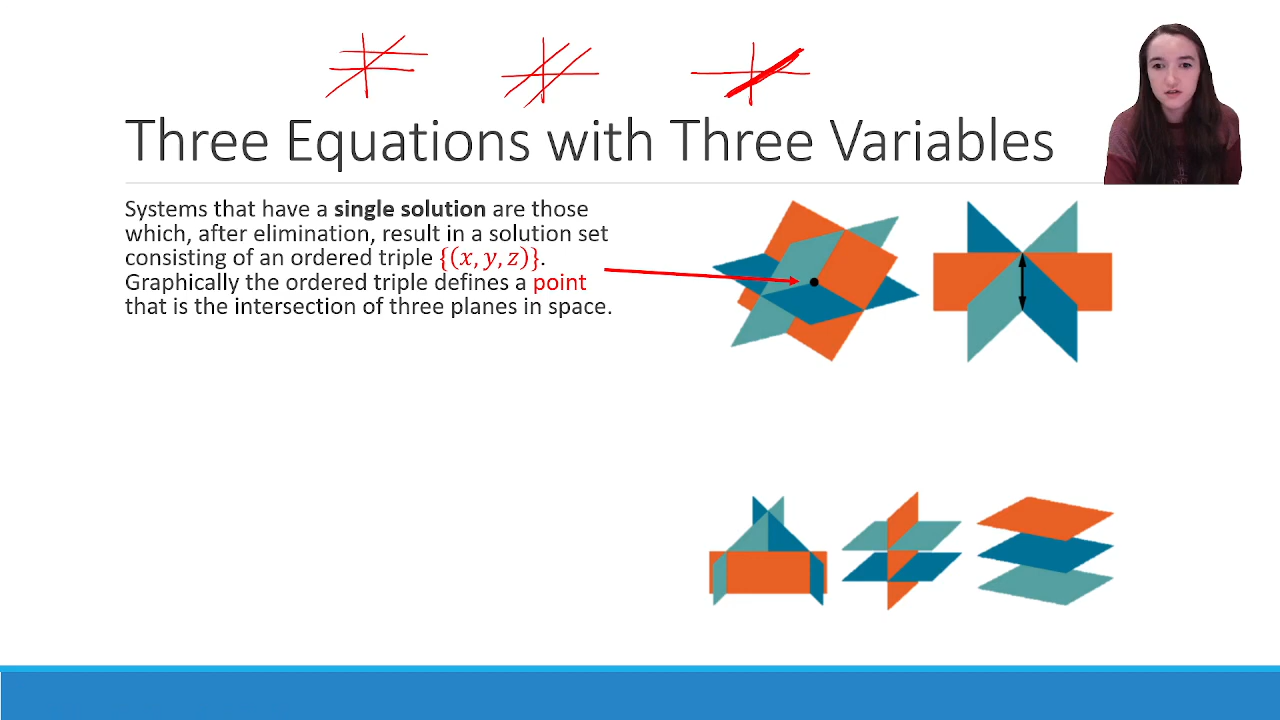 Three Equations with Three Variables
Systems that have a single solution are those
which, after elimination, result in a solution set
consisting of an ordered triple {(x, y, z)}.
Graphically the ordered triple defines a point
that is the intersection of three planes in space.